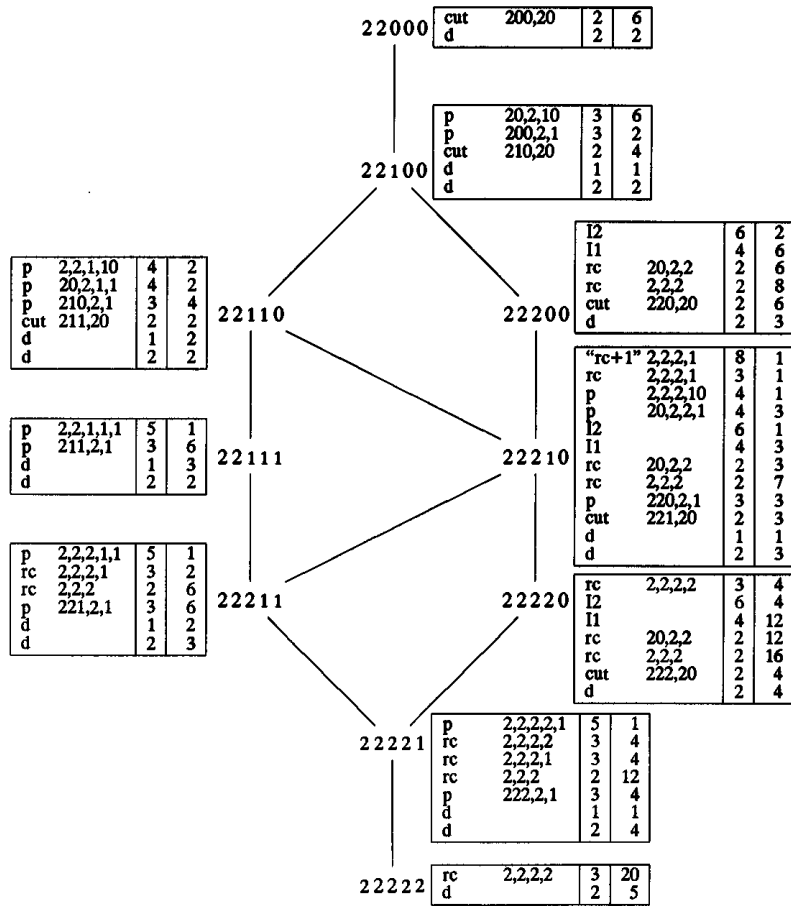 22000
cut 200,20 2 6
d 2 2
22100
p 20,2,10 3 6
p 200,2,1 3 2
cut 210,20 2 4
d 1 1
d 2 2
22110
p 2,2,1,10 4 2
p 20,2,1,1 4 2
p 210,2,1 3 4
cut 211,20 2 2
d 1 2
d 2 2
22200
I2 6 2
I1 4 6
rc 20,2,2 2 6
rc 2,2,2 2 8
cut 220,20 2 6
d 2 3
22111
p 2,2,1,1,1 5 1
p 211,2,1 3 6
d 1 3
d 2 2
22210
"rc+1" 2,2,2,1 8 1
rc 2,2,2,1 3 1
p 2,2,2,10 4 1
p 20,2,2,1 4 3
I2 6 1
I1 4 3
rc 20,2,2 2 3
rc 2,2,2 2 7
p 220,2,1 3 3
cut 221,20 2 3
d 1 1
d 2 3
22211
p 2,2,2,1,1 5 1
rc 2,2,2,1 3 2
rc 2,2,2 2 6
p 221,2,1 3 6
d 1 2
d 2 3
22220
rc 2,2,2,2 3 4
I2 6 4
I1 4 12
rc 20,2,2 2 12
rc 2,2,2 2 16
cut 222,20 2 4
d 2 4
22221
p 2,2,2,2,1 5 1
rc 2,2,2,2 3 4
rc 2,2,2,1 3 4
rc 2,2,2 2 12
p 222,2,1 3 4
d 1 1
d 2 4
22222
rc 2,2,2,2 3 20
d 2 5